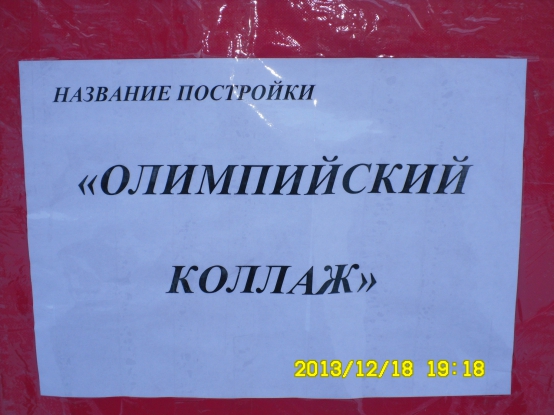 НАЗВАНИЕ ПОСТРОЙКИ
«ОЛИМПИЙСКИЙ
КОЛЛАЖ»
2013/12/18 19:18